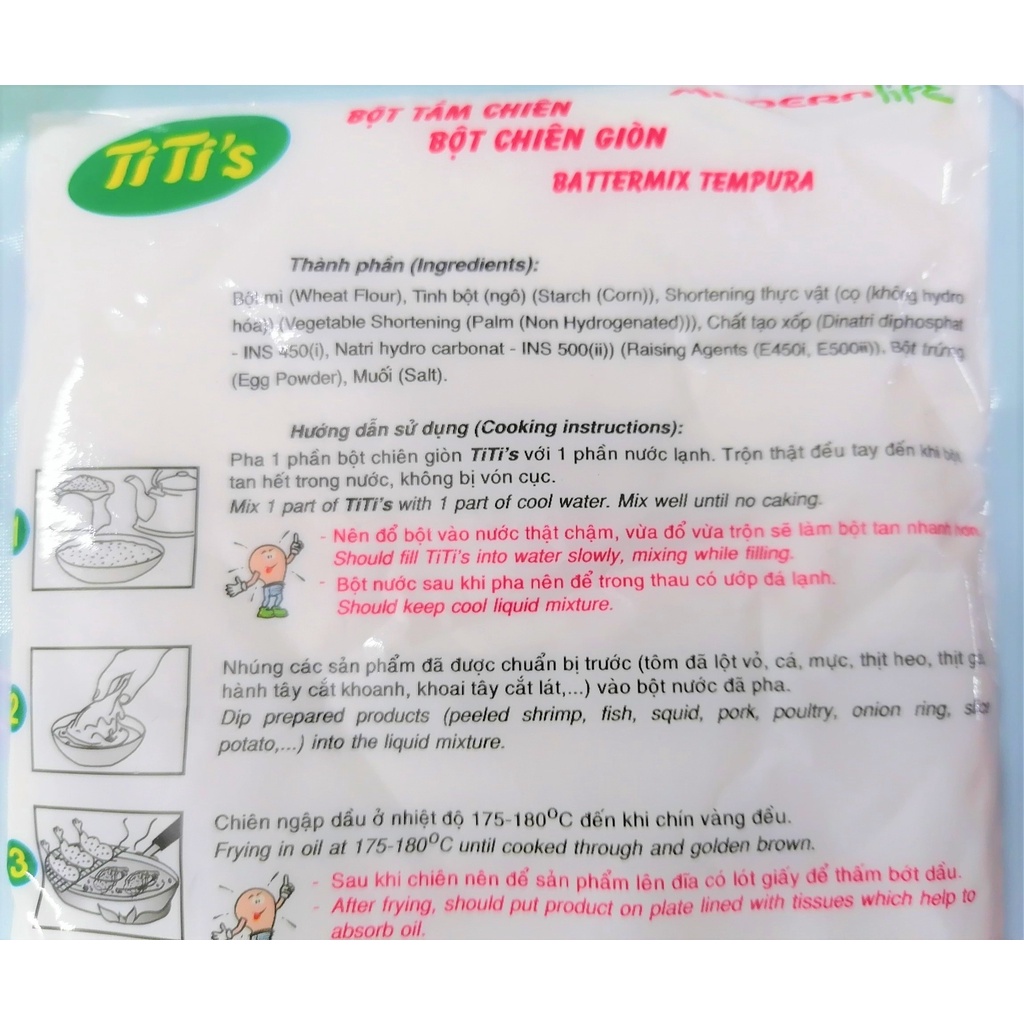 TiTi's
MODERN life
BỘT TẨM CHIÊN
BỘT CHIÊN GIÒN
BATTERMIX TEMPURA
Thành phần (Ingredients):
Bột mì (Wheat Flour), Tinh bột (ngô) (Starch (Corn)), Shortening thực vật (cọ (không hydro
hóa)) (Vegetable Shortening (Palm (Non Hydrogenated))), Chất tạo xốp (Dinatri diphosphat
- INS 450(i), Natri hydro carbonat - INS 500(ii)) (Raising Agents (E450i, E500ii)), Bột trứng
(Egg Powder), Muối (Salt).
Hướng dẫn sử dụng (Cooking instructions):
Pha 1 phần bột chiên giòn TiTi's với 1 phần nước lạnh. Trộn thật đều tay đến khi bột
tan hết trong nước, không bị vón cục.
Mix 1 part of TiTi's with 1 part of cool water. Mix well until no caking.
1
- Nên đổ bột vào nước thật chậm, vừa đổ vừa trộn sẽ làm bột tan nhanh hơn.
Should fill TiTi's into water slowly, mixing while filling.
- Bột nước sau khi pha nên để trong thau có ướp đá lạnh.
Should keep cool liquid mixture.
2
Nhúng các sản phẩm đã được chuẩn bị trước (tôm đã lột vỏ, cá, mực, thịt heo, thịt gà,
hành tây cắt khoanh, khoai tây cắt lát,...) vào bột nước đã pha.
Dip prepared products (peeled shrimp, fish, squid, pork, poultry, onion ring,
potato,...) into the liquid mixture.
3
Chiên ngập dầu ở nhiệt độ 175-180ºC đến khi chín vàng đều.
Frying in oil at 175-180ºC until cooked through and golden brown.
- Sau khi chiên nên để sản phẩm lên đĩa có lót giấy để thấm bớt dầu.
- After frying, should put product on plate lined with tissues which help to
absorb oil.